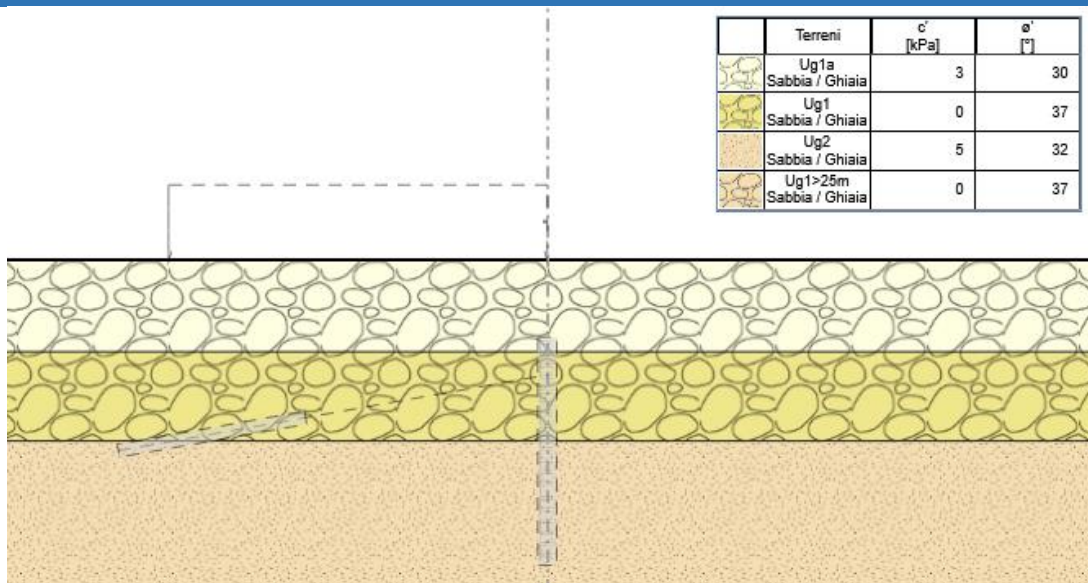 Terreni c' ø'
[kPa] [°]
Ug1a
Sabbia / Ghiaia 3 30
Ug1
Sabbia / Ghiaia 0 37
Ug2
Sabbia / Ghiaia 5 32
Ug1>25m
Sabbia / Ghiaia 0 37